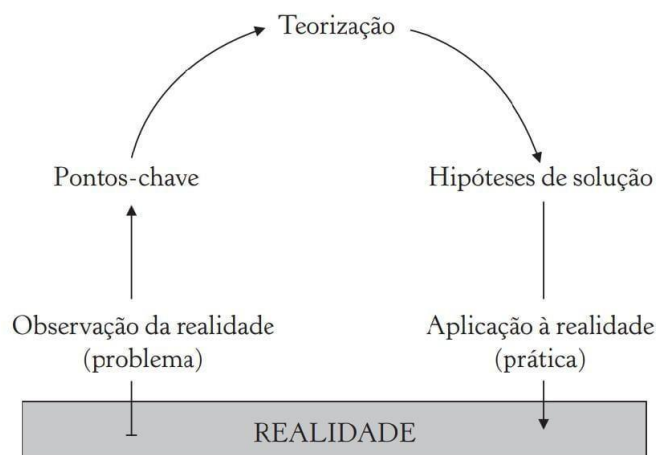 Teorização
Pontos-chave
Hipóteses de solução
Observação da realidade
(problema)
Aplicação à realidade
(prática)
REALIDADE